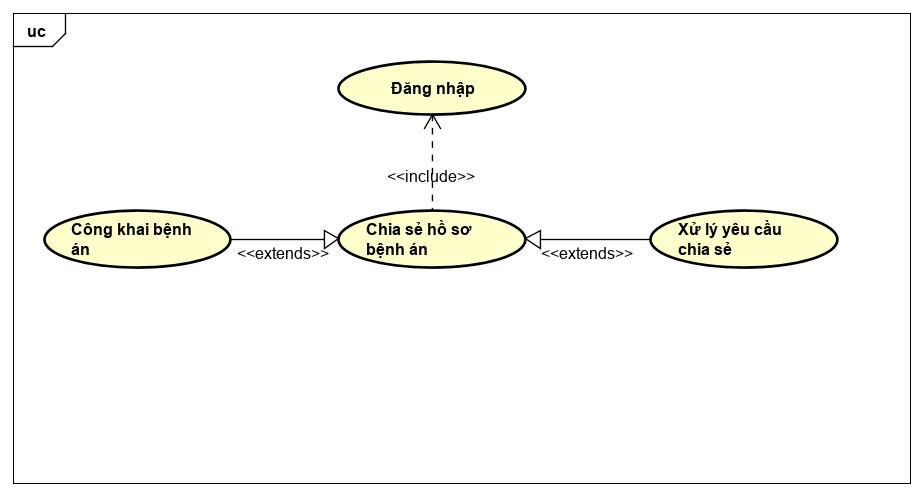 uc
Đăng nhập
<<include>>
Công khai bệnh
án
<<extends>>
Chia sẻ hồ sơ
bệnh án
<<extends>>
Xử lý yêu cầu
chia sẻ